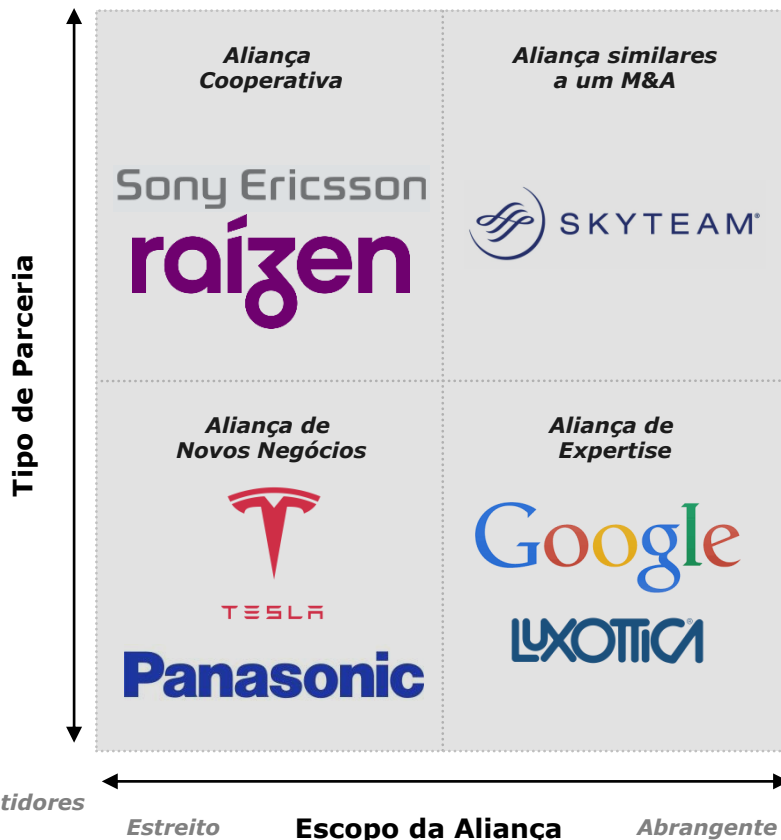 Aliança
Cooperativa
Aliança similares
a um M&A
Sony Ericsson
raízen
SKYTEAM®
Tipo de Parceria
Aliança de
Novos Negócios
Aliança de
Expertise
TESLA
Panasonic
Google
LUXOTTICA®
tidores
Estreito
Escopo da Aliança
Abrangente